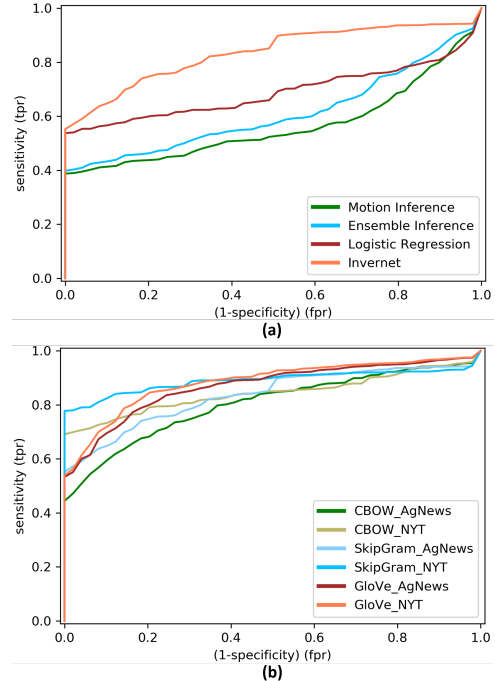 1.0
0.8
0.6
0.4
0.2
0.0
sensitivity (tpr)
Motion Inference
Ensemble Inference
Logistic Regression
Invernet
0.0 0.2 0.4 0.6 0.8 1.0
(1-specificity) (fpr)
(a)
1.0
0.8
0.6
0.4
0.2
0.0
sensitivity (tpr)
CBOW_AgNews
CBOW_NYT
SkipGram_AgNews
SkipGram_NYT
GloVe_AgNews
GloVe_NYT
0.0 0.2 0.4 0.6 0.8 1.0
(1-specificity) (fpr)
(b)